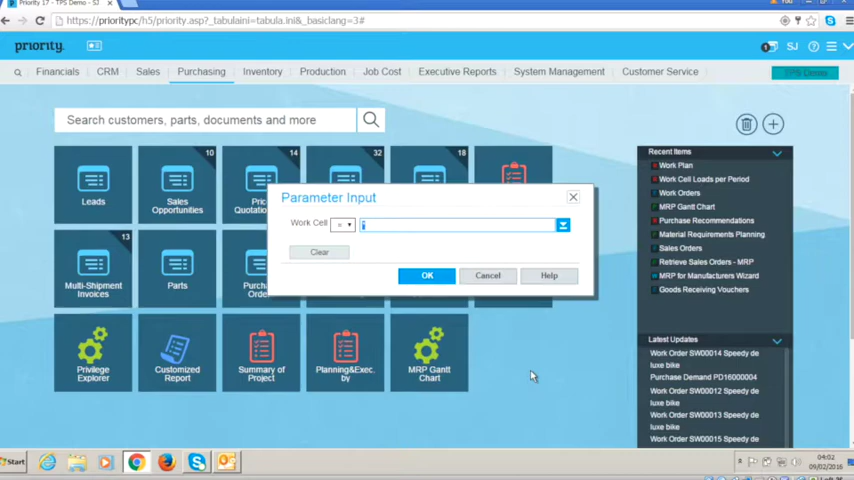 Priority 17 - TPS Demo - SJ
https://prioritypc/h5/priority.asp?_tabulaini=tabula.ini&_basiclang=3#
priority.
1 SJ
Financials CRM Sales Purchasing Inventory Production Job Cost Executive Reports System Management Customer Service TPS Demo
Search customers, parts, documents and more
10 14 32 18
Leads
Sales
Opportunities
Quotation
13
Multi-Shipment
Invoices
Parts
Privilege
Explorer
Customized
Report
Summary of
Project
Planning&Exec.
by
MRP Gantt
Chart
Parameter Input
Work Cell = *
Clear
OK Cancel Help
Recent Items
Work Plan
Work Cell Loads per Period
Work Orders
MRP Gantt Chart
Purchase Recommendations
Material Requirements Planning
Sales Orders
Retrieve Sales Orders - MRP
MRP for Manufacturers Wizard
Goods Receiving Vouchers
Latest Updates
Work Order SW00014 Speedy de
luxe bike
Purchase Demand PD16000004
Work Order SW00012 Speedy de
luxe bike
Work Order SW00013 Speedy de
luxe bike
Work Order SW00015 Speedy de
Start
04:02
09/02/2016